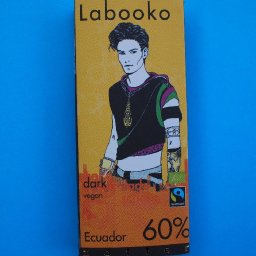 Labooko
dark
vegan
Ecuador 60%